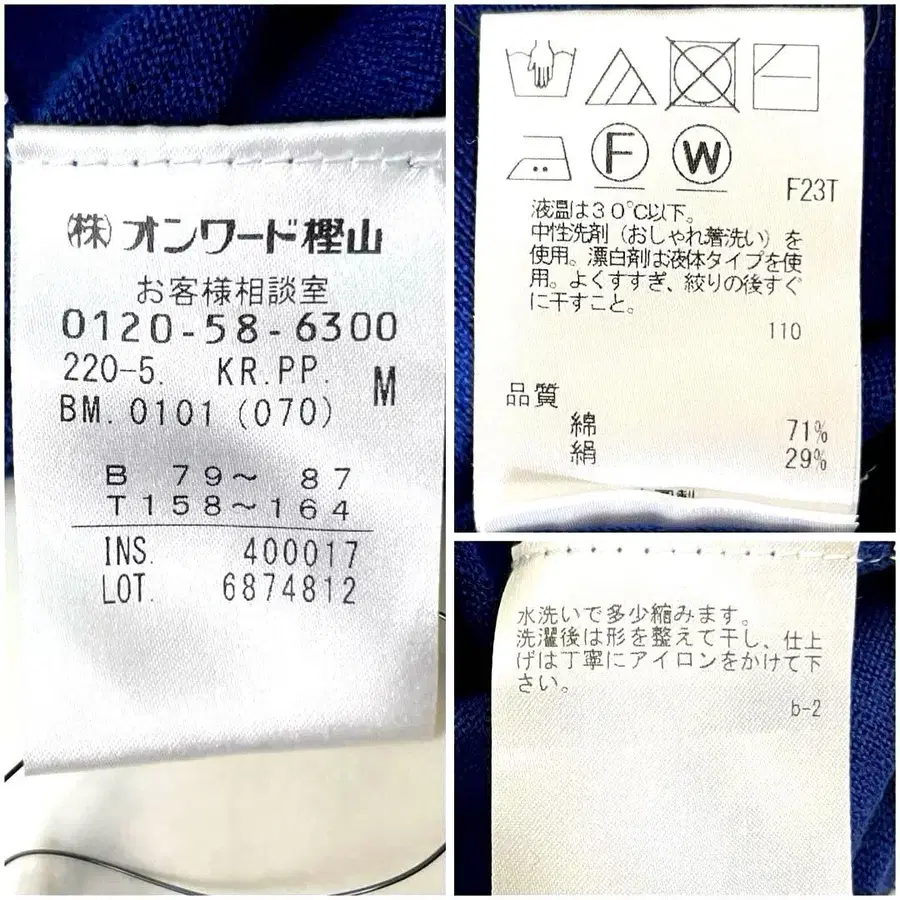 ㈱ オンワード樫山
お客様相談室
0120-58-6300
220-5. KR.PP. M
BM. 0101 (070)
B 79〜 87
T 158〜164
INS. 400017
LOT. 6874812
F
W
F23T
液温は30℃以下。
中性洗剤（おしゃれ着洗い）を
使用。漂白剤は液体タイプを使
用。よくすすぎ、絞りの後すぐ
に干すこと。
110
品質
綿 71%
絹 29%
水洗いで多少縮みます。
洗濯後は形を整えて干し、仕上
げは丁寧にアイロンをかけて下
さい。
b-2